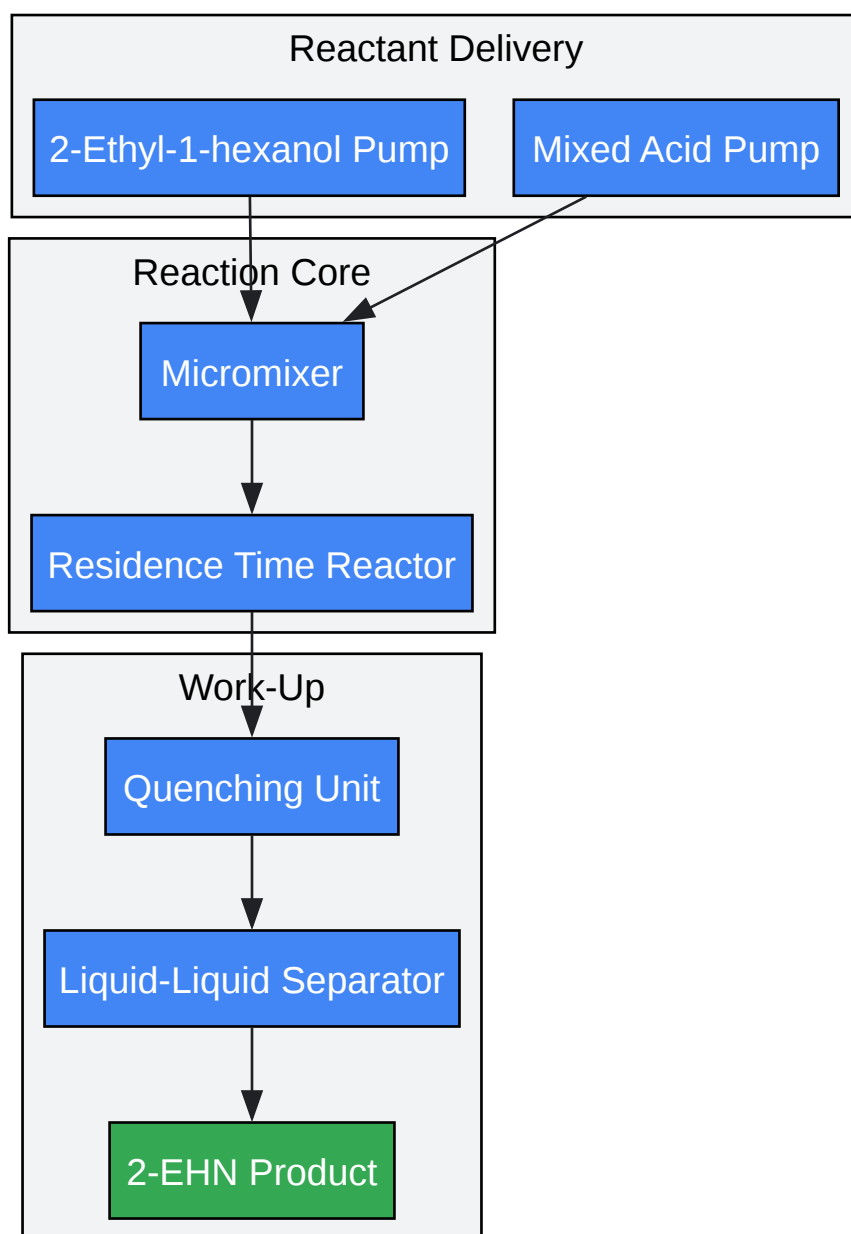 Reactant Delivery
2-Ethyl-1-hexanol Pump
Mixed Acid Pump
Reaction Core
Micromixer
Residence Time Reactor
Work-Up
Quenching Unit
Liquid-Liquid Separator
2-EHN Product